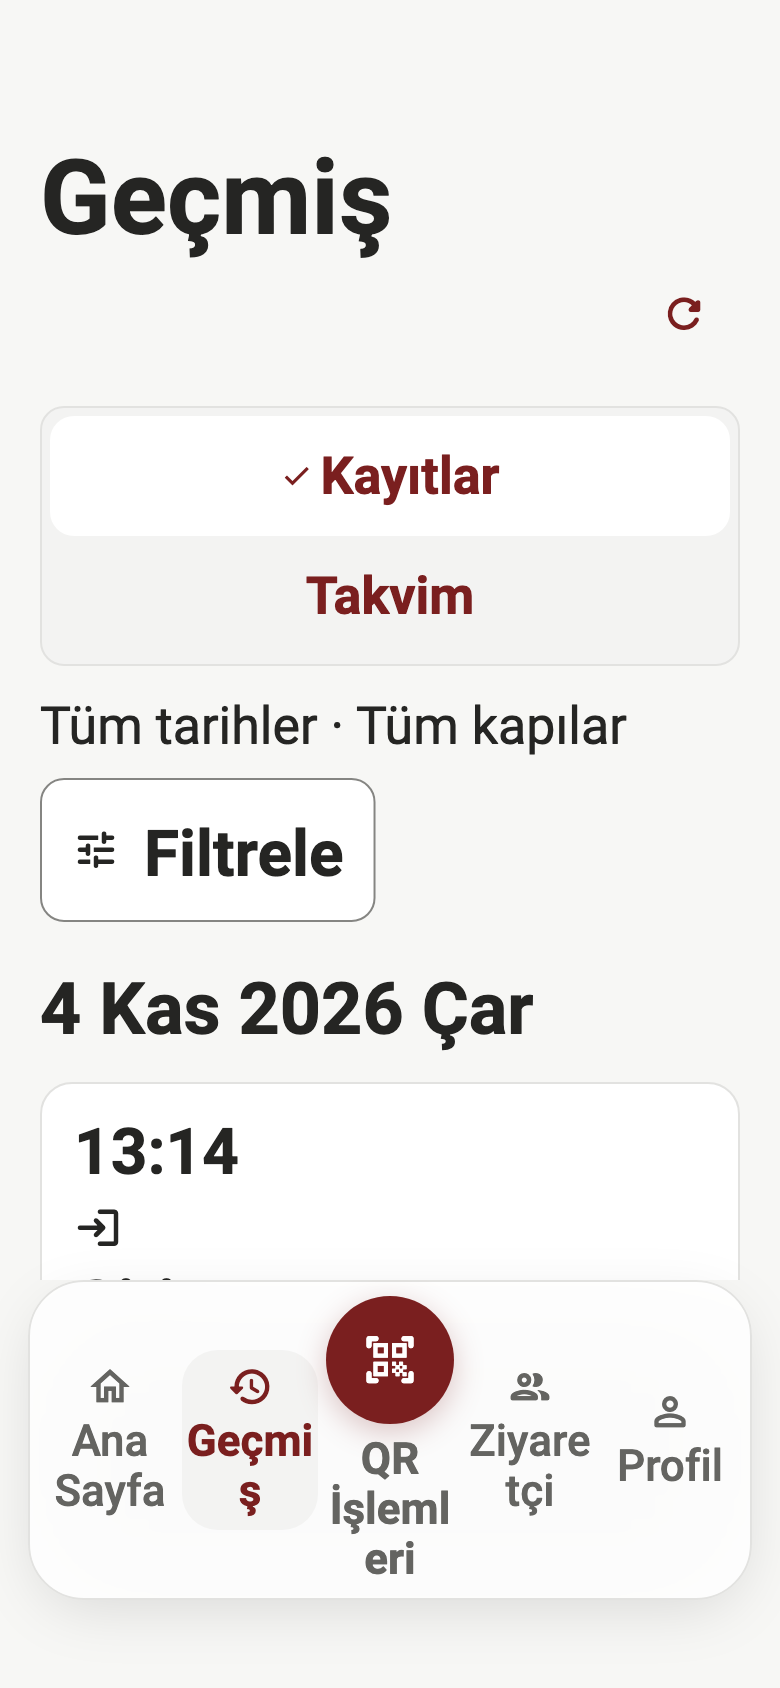 Geçmiş
Kayıtlar
Takvim
Tüm tarihler · Tüm kapılar
Filtrele
4 Kas 2026 Çar
13:14
Ana
Sayfa
Geçmi
ş
QR
İşleml
eri
Ziyare
tçi
Profil